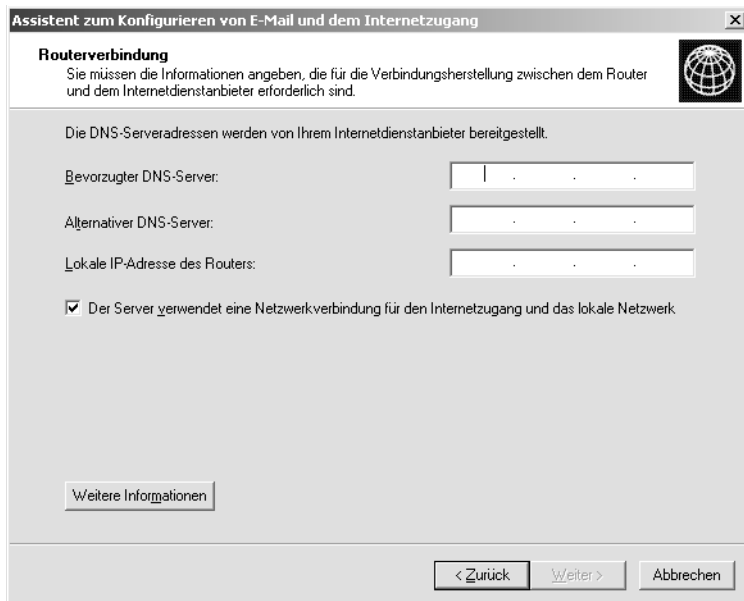 Assistent zum Konfigurieren von E-Mail und dem Internetzugang
Routerverbindung
Sie müssen die Informationen angeben, die für die Verbindungsherstellung zwischen dem Router
und dem Internetdienstanbieter erforderlich sind.
Die DNS-Serveradressen werden von Ihrem Internetdienstanbieter bereitgestellt.
Bevorzugter DNS-Server:
Alternativer DNS-Server:
Lokale IP-Adresse des Routers:
Der Server verwendet eine Netzwerkverbindung für den Internetzugang und das lokale Netzwerk
Weitere Informationen
< Zurück
Weiter >
Abbrechen